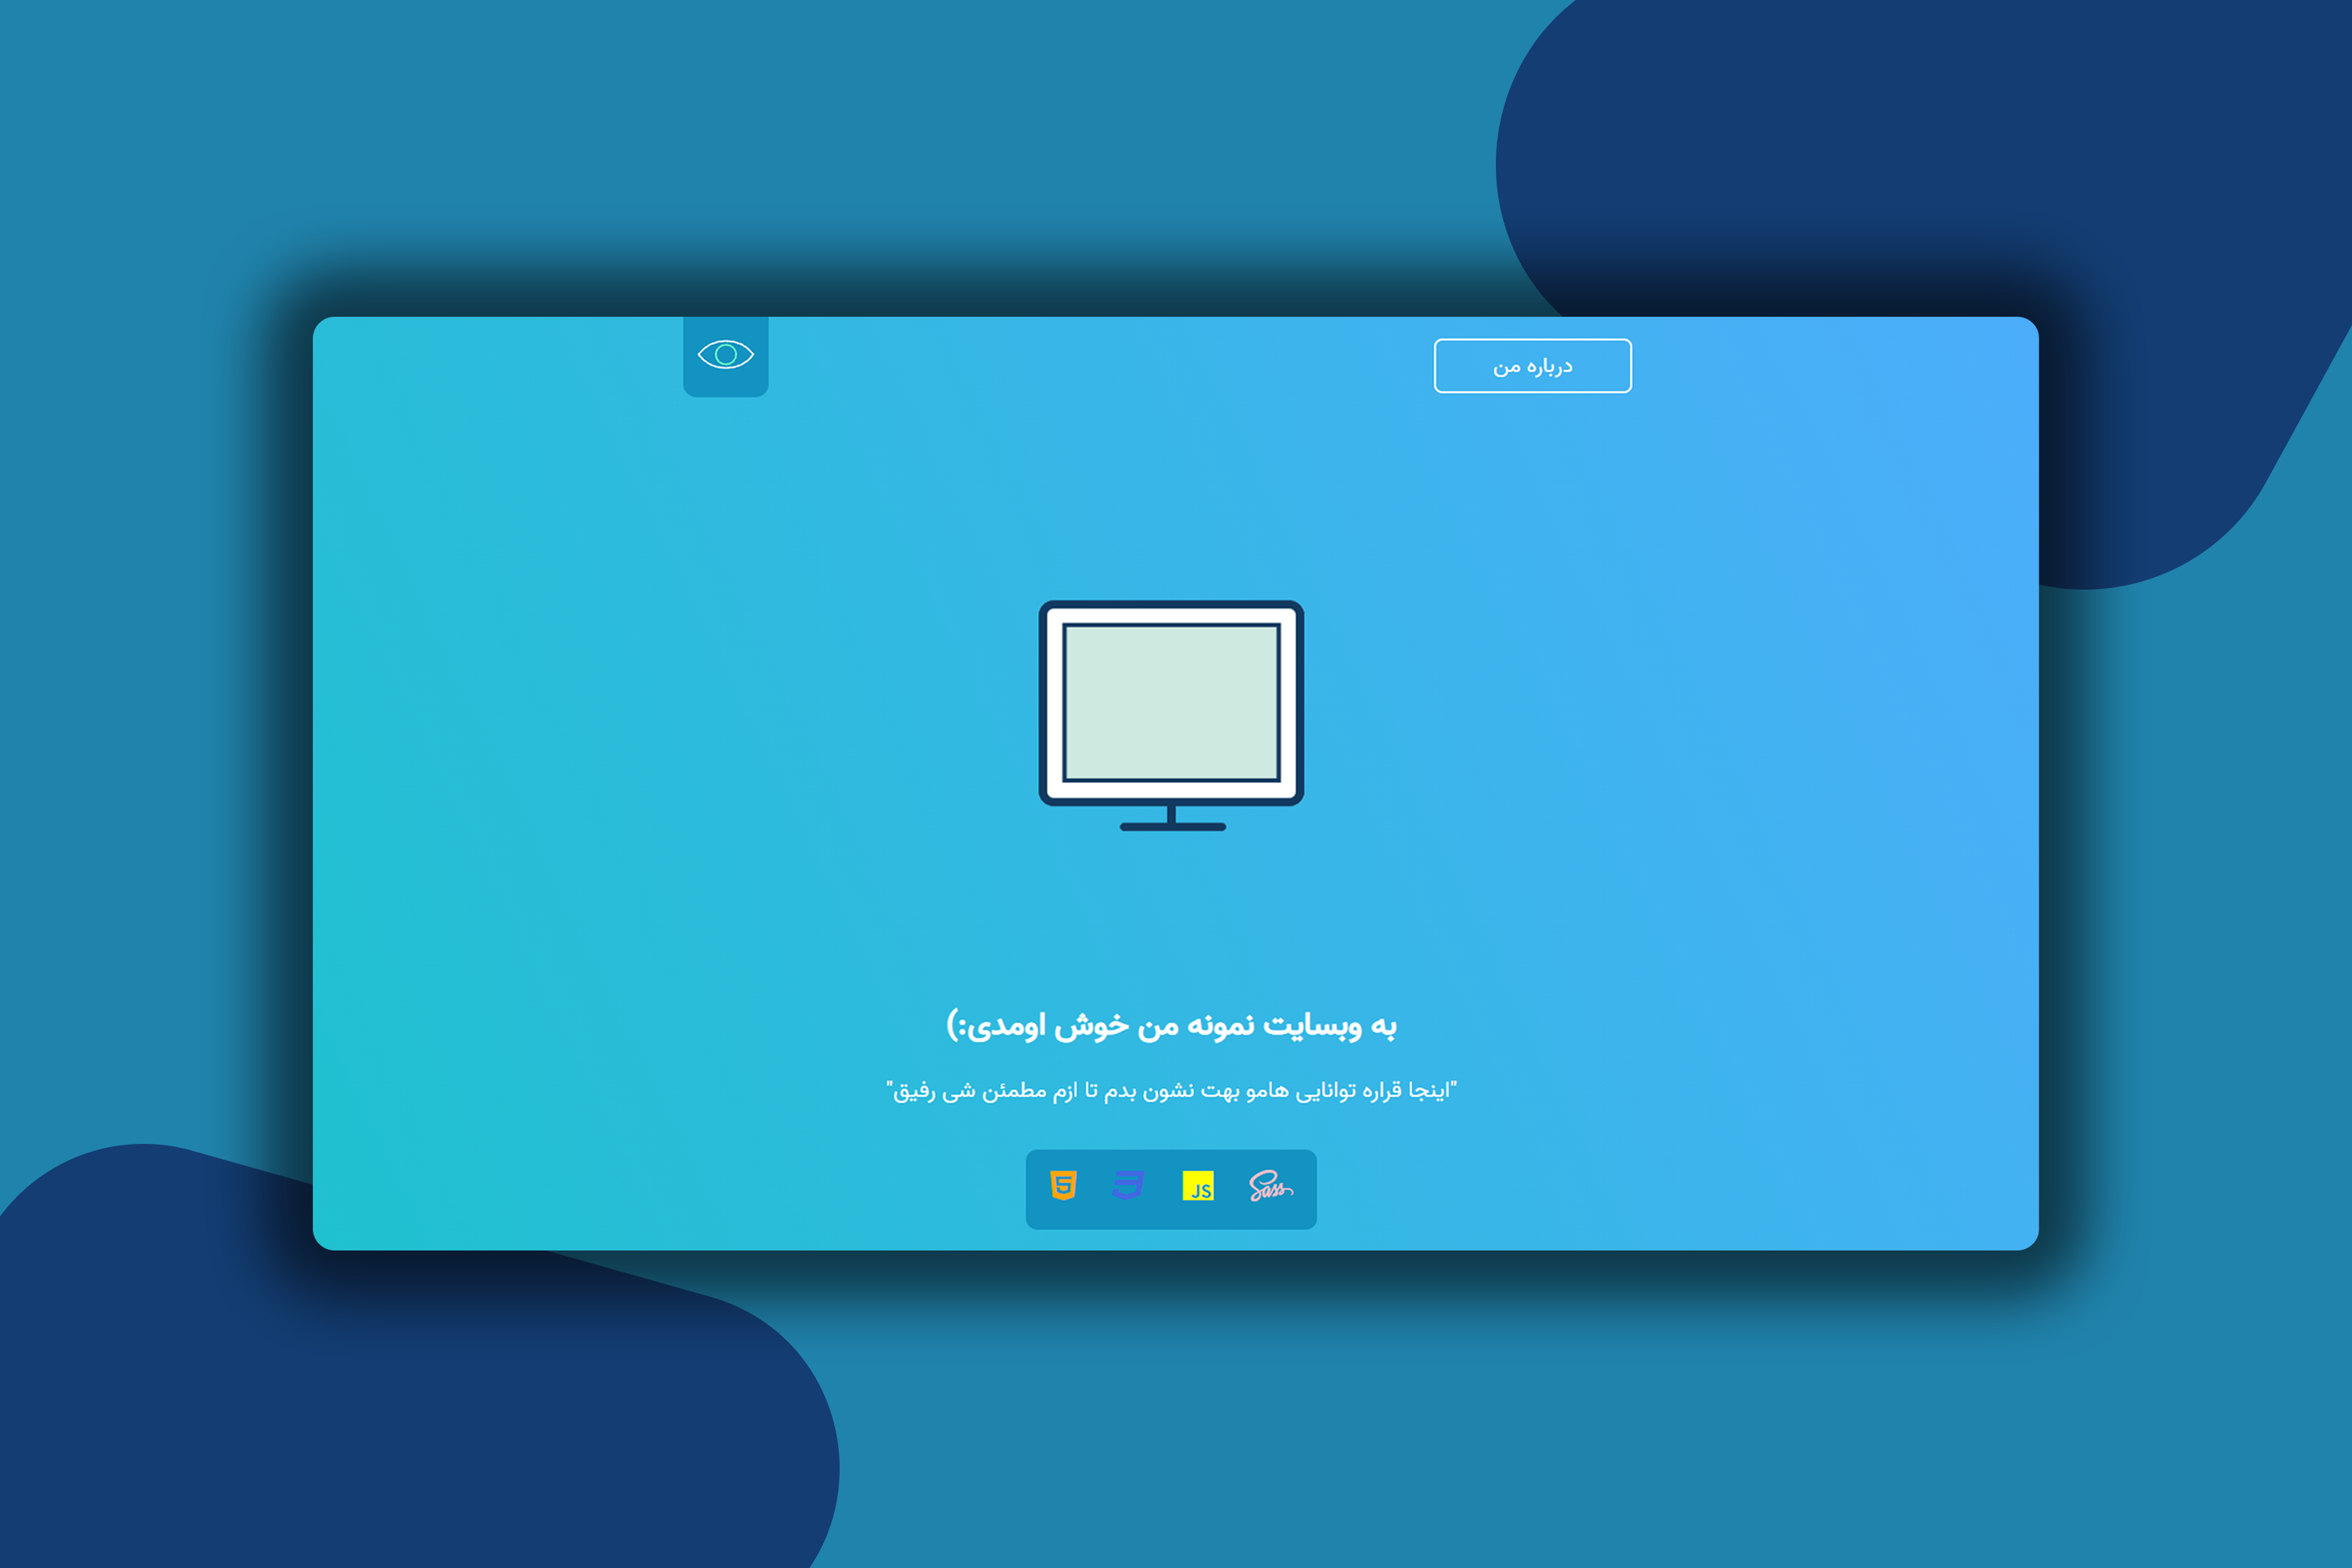 درباره من
به وبسایت نمونه من خوش اومدی:)
"اینجا قراره توانایی هامو بهت نشون بدم تا ازم مطمئن شی رفیق"
5 JS Sass